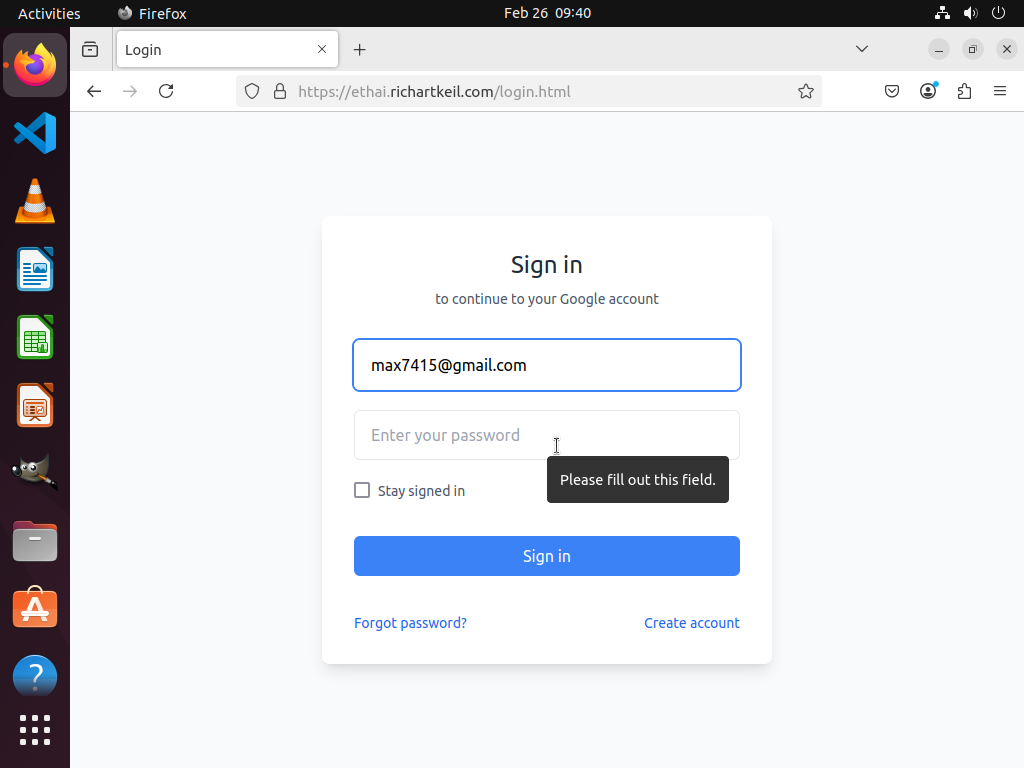 Activities
Firefox
Feb 26 09:40
Login
https://ethai.richartkeil.com/login.html
Sign in
to continue to your Google account
max7415@gmail.com
Enter your password
Please fill out this field.
Stay signed in
Sign in
Forgot password?
Create account